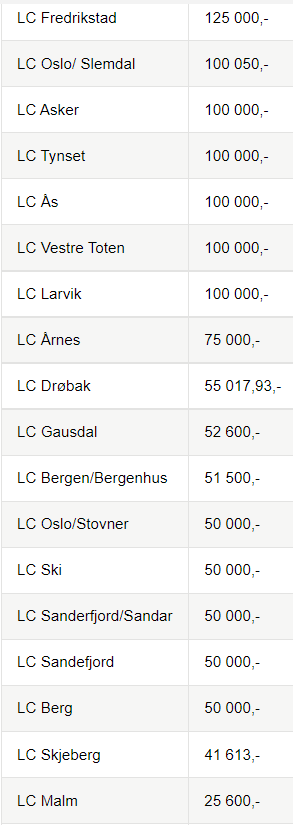 LC Fredrikstad 125 000,-
LC Oslo/ Slemdal 100 050,-
LC Asker 100 000,-
LC Tynset 100 000,-
LC Ås 100 000,-
LC Vestre Toten 100 000,-
LC Larvik 100 000,-
LC Årnes 75 000,-
LC Drøbak 55 017,93,-
LC Gausdal 52 600,-
LC Bergen/Bergenhus 51 500,-
LC Oslo/Stovner 50 000,-
LC Ski 50 000,-
LC Sanderfjord/Sandar 50 000,-
LC Sandefjord 50 000,-
LC Berg 50 000,-
LC Skjeberg 41 613,-
LC Malm 25 600,-